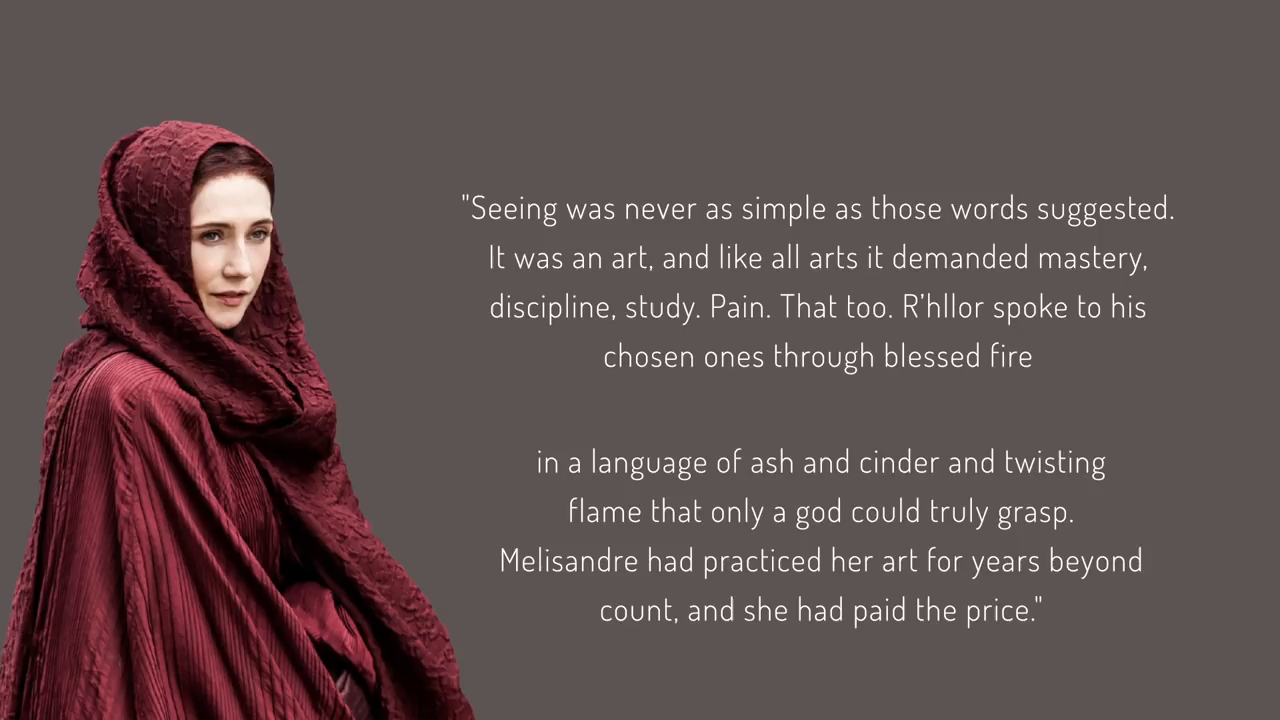 "Seeing was never as simple as those words suggested.
It was an art, and like all arts it demanded mastery,
discipline, study. Pain. That too. R’hllor spoke to his
chosen ones through blessed fire
in a language of ash and cinder and twisting
flame that only a god could truly grasp.
Melisandre had practiced her art for years beyond
count, and she had paid the price."